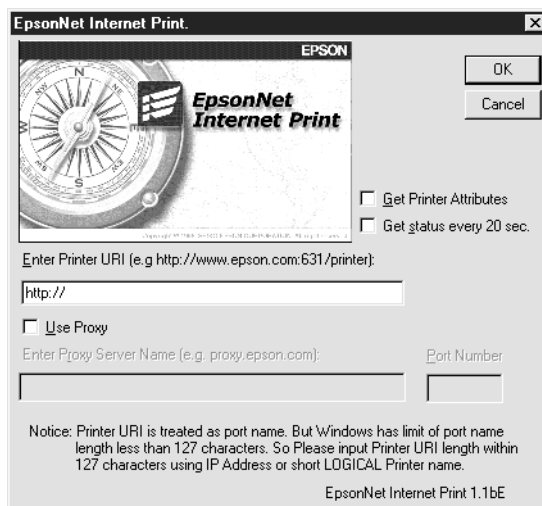 EpsonNet Internet Print.
EPSON
EpsonNet
Internet Print
N
NE
E
SE
S
SW
W
NW
OK
Cancel
Get Printer Attributes
Get status every 20 sec.
Enter Printer URI (e.g http://www.epson.com:631/printer):
http://
Use Proxy
Enter Proxy Server Name (e.g. proxy.epson.com):
Port Number
Notice: Printer URI is treated as port name. But Windows has limit of port name
length less than 127 characters. So Please input Printer URI length within
127 characters using IP Address or short LOGICAL Printer name.
EpsonNet Internet Print 1.1bE